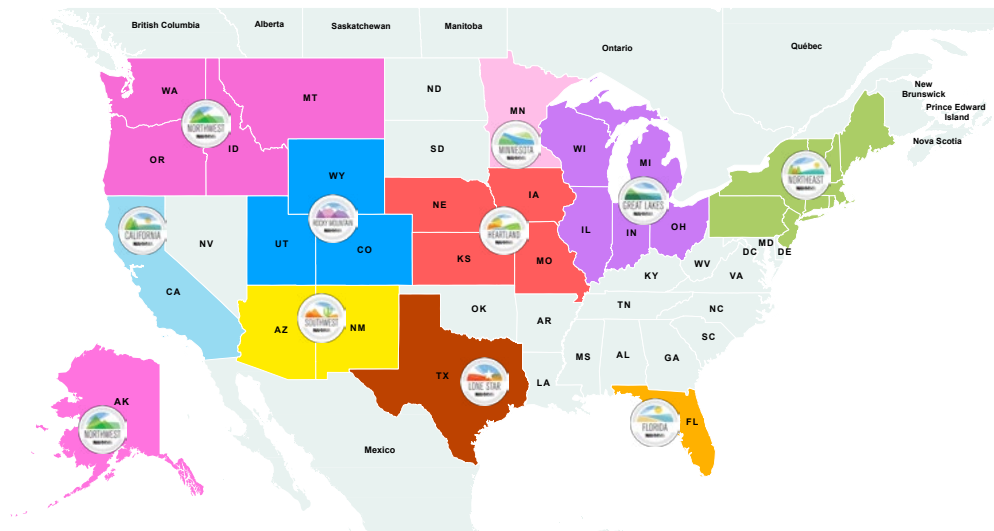 British Columbia
Alberta
Saskatchewan
Manitoba
Ontario
Québec
New
Brunswick
Prince Edward
Island
Nova Scotia
WA
MT
ND
MN
OR
ID
NORTHWEST
SD
MINNESOTA
WI
MI
NORTHEAST
WY
NE
IA
GREAT LAKES
CALIFORNIA
NV
UT
ROCKY MOUNTAIN
CO
HEARTLAND
KS
MO
IL
IN
OH
MD
DC
DE
WV
VA
KY
CA
AZ
SOUTHWEST
NM
OK
AR
TN
NC
SC
MS
AL
GA
TX
LONE STAR
LA
AK
NORTHWEST
FLORIDA
FL
Mexico